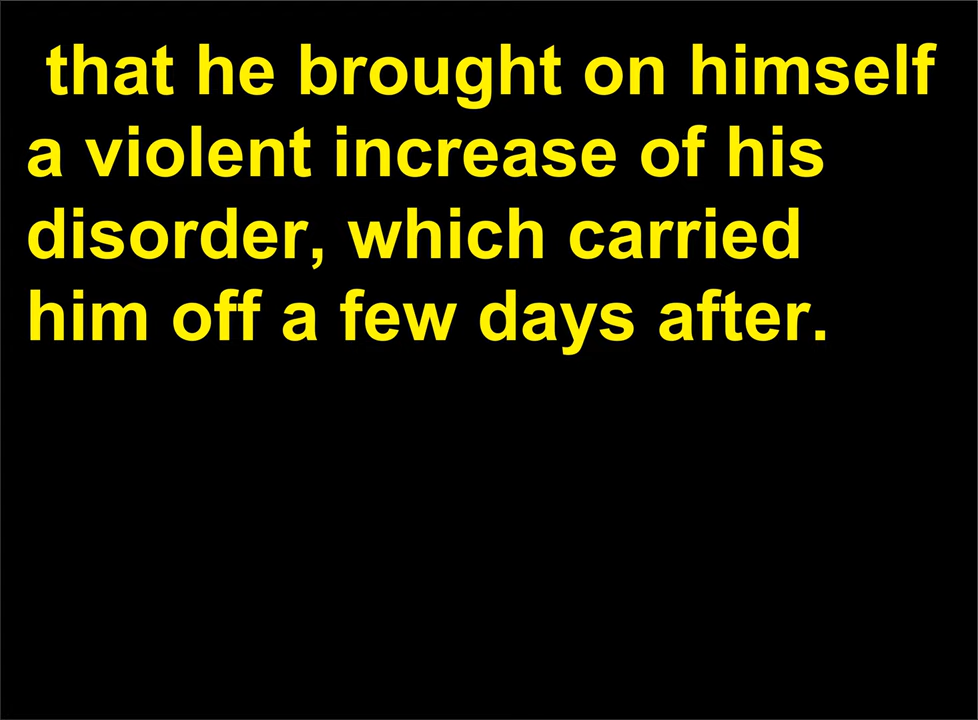 that he brought on himself
a violent increase of his
disorder, which carried
him off a few days after.